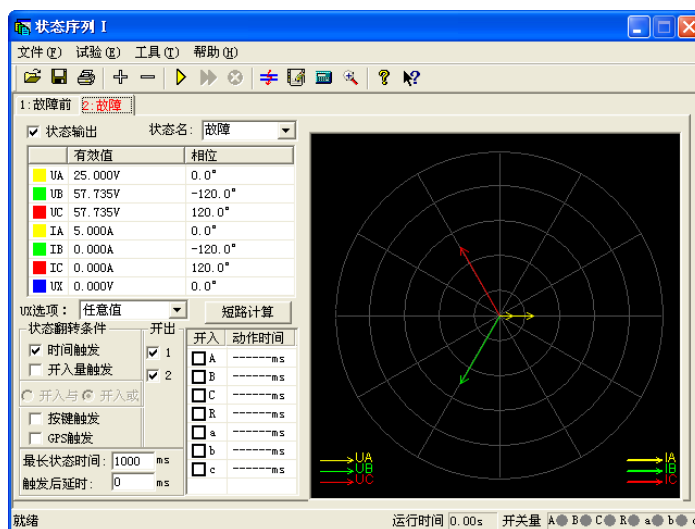 状态序列 I
文件(F) 试验(E) 工具(T) 帮助(H)
1:故障前 2:故障
状态输出 状态名: 故障
有效值 相位
UA 25.000V 0.0°
UB 57.735V -120.0°
UC 57.735V 120.0°
IA 5.000A 0.0°
IB 0.000A -120.0°
IC 0.000A 120.0°
UX 0.000V 0.0°
UX选项: 任意值 短路计算
状态翻转条件 开出
时间触发 1
开入量触发 2
开入与 开入或
按键触发
GPS触发
最长状态时间: 1000 ms
触发后延时: 0 ms
开入 动作时间
A ------ms
B ------ms
C ------ms
R ------ms
a ------ms
b ------ms
c ------ms
UA IA
UB IB
UC IC
就绪 运行时间 0.00s 开关量 A B C R a b c